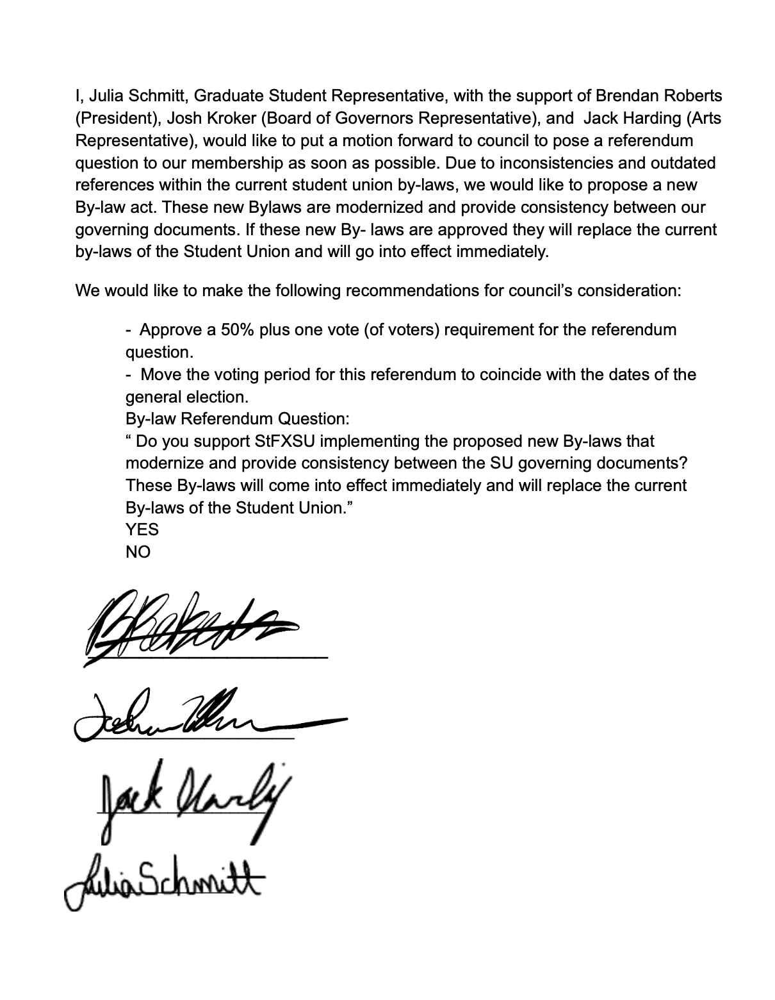 I, Julia Schmitt, Graduate Student Representative, with the support of Brendan Roberts
(President), Josh Kroker (Board of Governors Representative), and  Jack Harding (Arts
Representative), would like to put a motion forward to council to pose a referendum
question to our membership as soon as possible. Due to inconsistencies and outdated
references within the current student union by-laws, we would like to propose a new
By-law act. These new Bylaws are modernized and provide consistency between our
governing documents. If these new By- laws are approved they will replace the current
by-laws of the Student Union and will go into effect immediately.
We would like to make the following recommendations for council’s consideration:
-  Approve a 50% plus one vote (of voters) requirement for the referendum
question.
-  Move the voting period for this referendum to coincide with the dates of the
general election.
By-law Referendum Question:
“ Do you support StFXSU implementing the proposed new By-laws that
modernize and provide consistency between the SU governing documents?
These By-laws will come into effect immediately and will replace the current
By-laws of the Student Union.”
YES
NO
BRoberts
Jack
Julia Schmitt